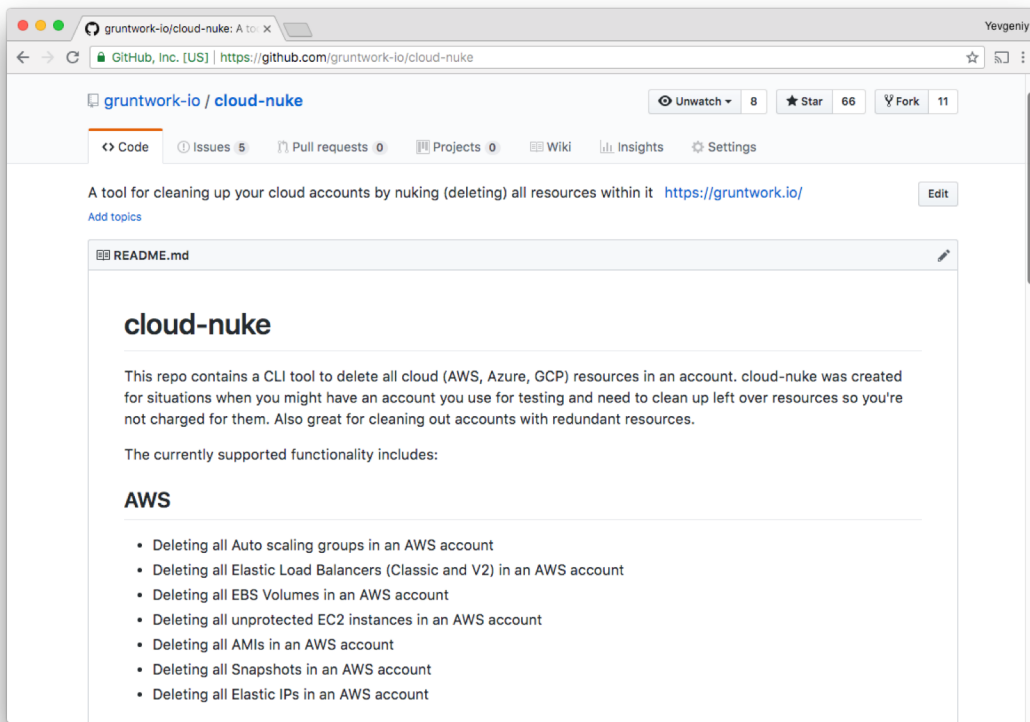 gruntwork-io/cloud-nuke: A to
Yevgeniy
GitHub, Inc. [US] | https://github.com/gruntwork-io/cloud-nuke
gruntwork-io / cloud-nuke
Unwatch 8 Star 66 Fork 11
<> Code Issues 5 Pull requests 0 Projects 0 Wiki Insights Settings
A tool for cleaning up your cloud accounts by nuking (deleting) all resources within it https://gruntwork.io/ Edit
Add topics
README.md
cloud-nuke
This repo contains a CLI tool to delete all cloud (AWS, Azure, GCP) resources in an account. cloud-nuke was created
for situations when you might have an account you use for testing and need to clean up left over resources so you're
not charged for them. Also great for cleaning out accounts with redundant resources.
The currently supported functionality includes:
AWS
• Deleting all Auto scaling groups in an AWS account
• Deleting all Elastic Load Balancers (Classic and V2) in an AWS account
• Deleting all EBS Volumes in an AWS account
• Deleting all unprotected EC2 instances in an AWS account
• Deleting all AMIs in an AWS account
• Deleting all Snapshots in an AWS account
• Deleting all Elastic IPs in an AWS account